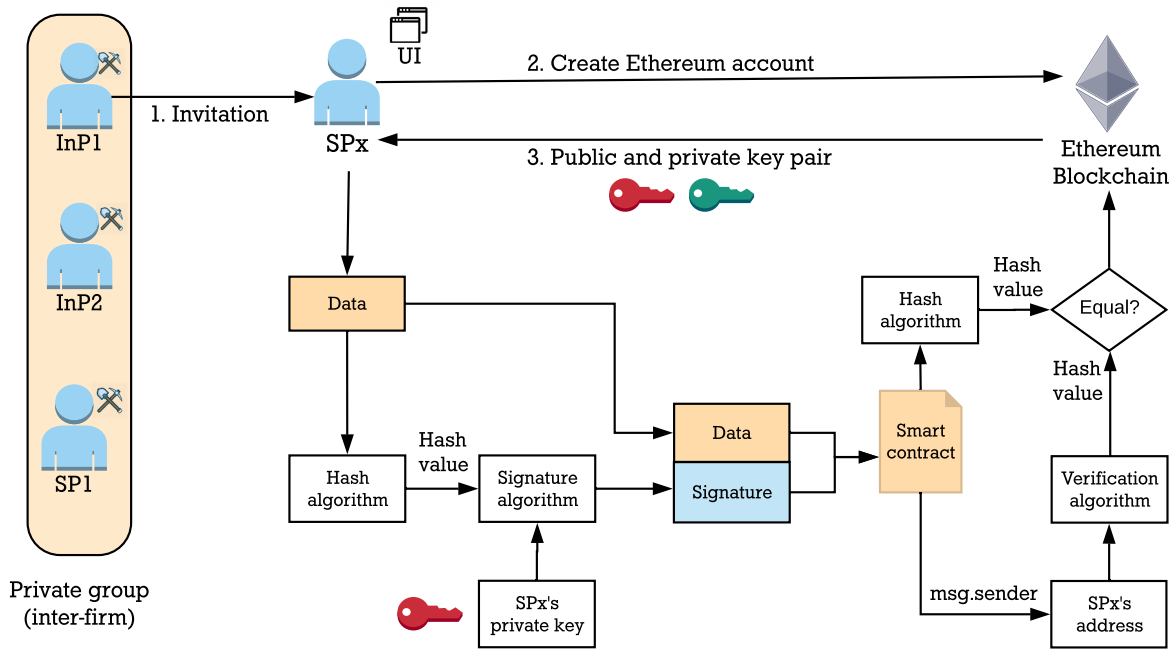 UI
InP1
1. Invitation
SPx
2. Create Ethereum account
3. Public and private key pair
Ethereum
Blockchain
InP2
SP1
Private group
(inter-firm)
Data
Hash
algorithm
Hash
value
Signature
algorithm
SPx's
private key
Data
Signature
Smart
contract
Hash
algorithm
Hash
value
Equal?
Hash
value
Verification
algorithm
msg.sender
SPx's
address